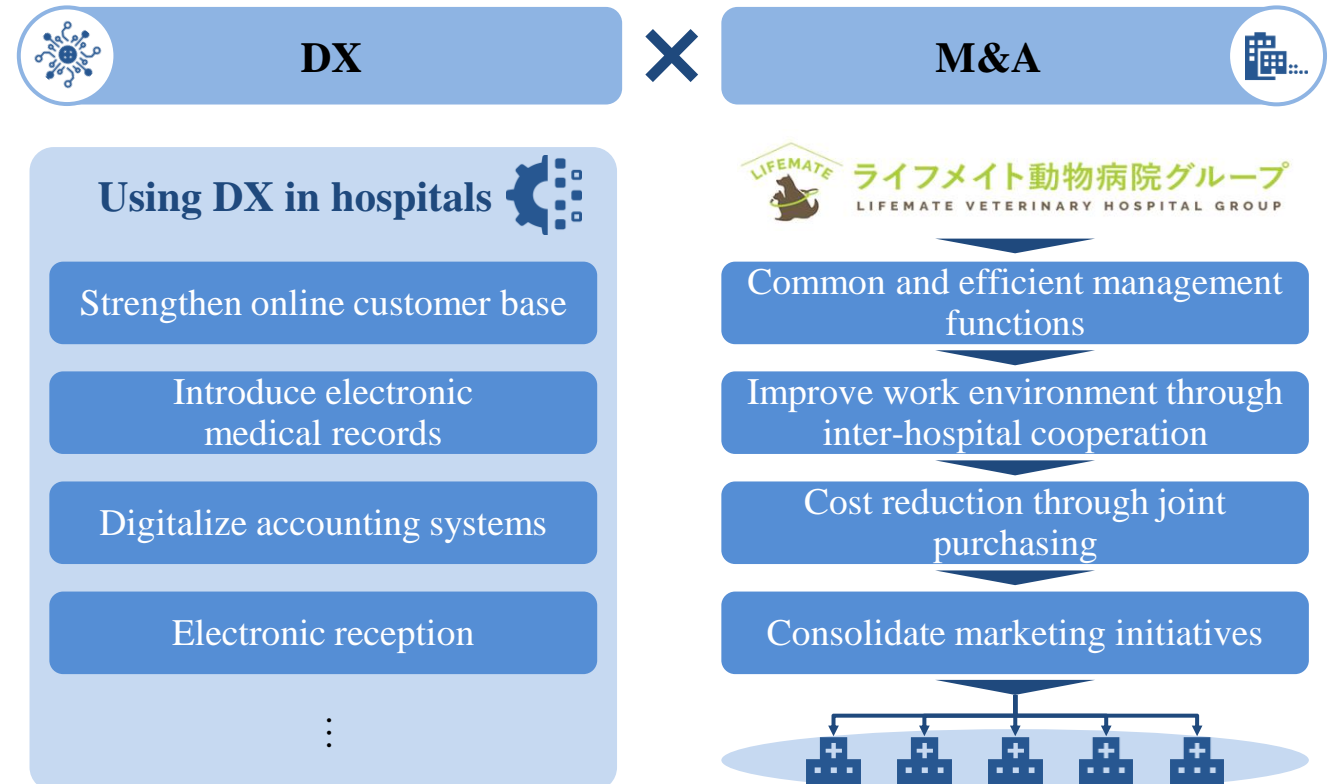 DX
M&A
Using DX in hospitals
Strengthen online customer base
Introduce electronic
medical records
Digitalize accounting systems
Electronic reception
⋮
LIFEMATE
ライフメイト動物病院グループ
LIFEMATE VETERINARY HOSPITAL GROUP
Common and efficient management
functions
Improve work environment through
inter-hospital cooperation
Cost reduction through joint
purchasing
Consolidate marketing initiatives